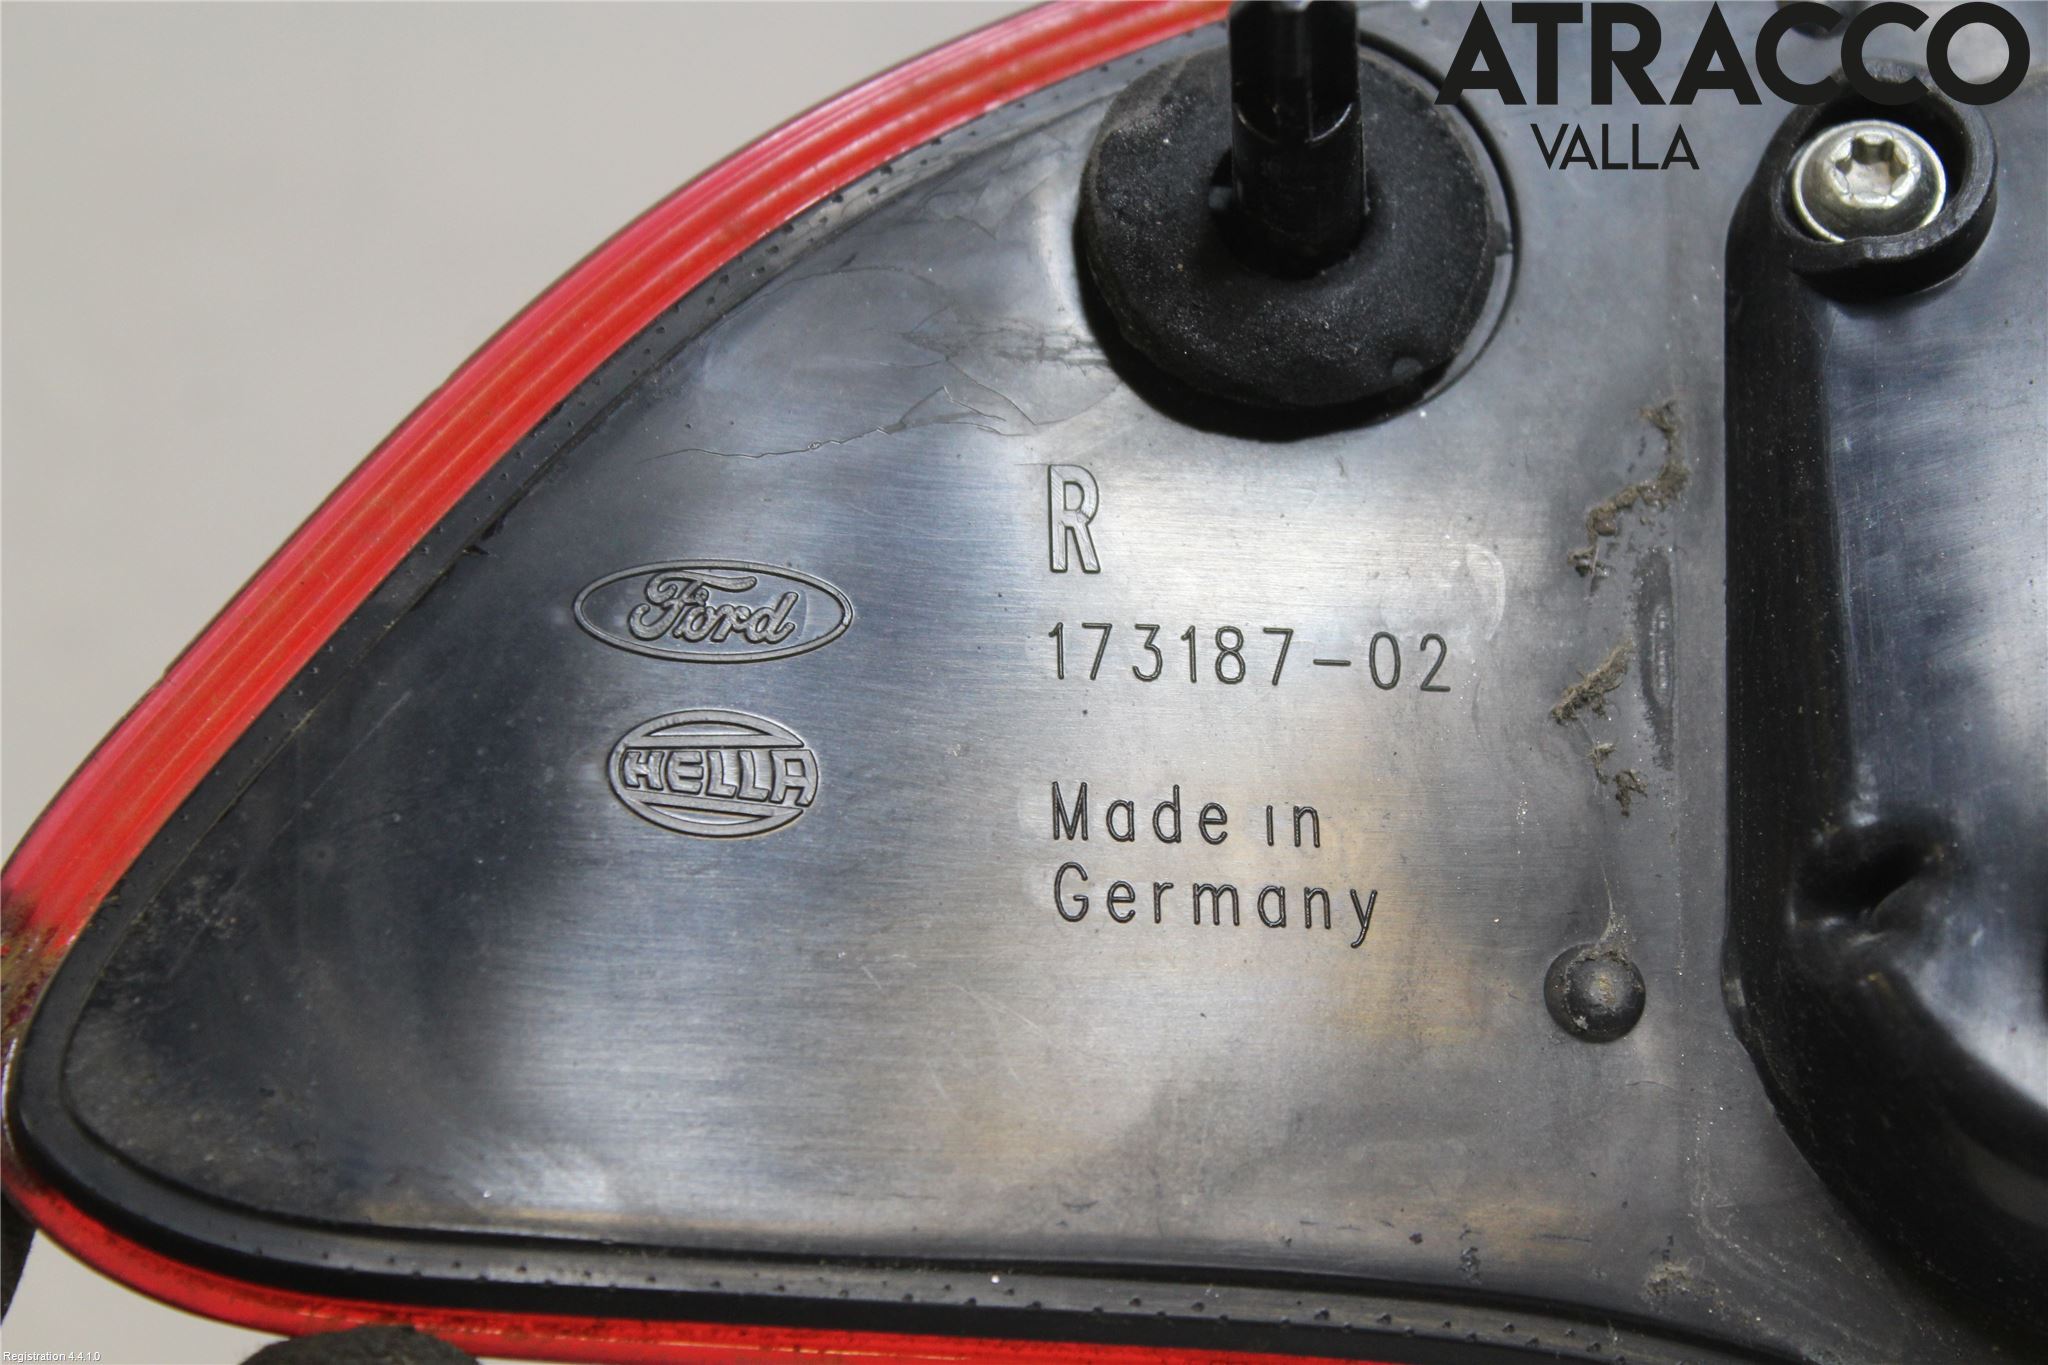 ATRACCO
VALLA
R
Ford
173187-02
HELLA
Made in
Germany
Registration 4.4.1.0